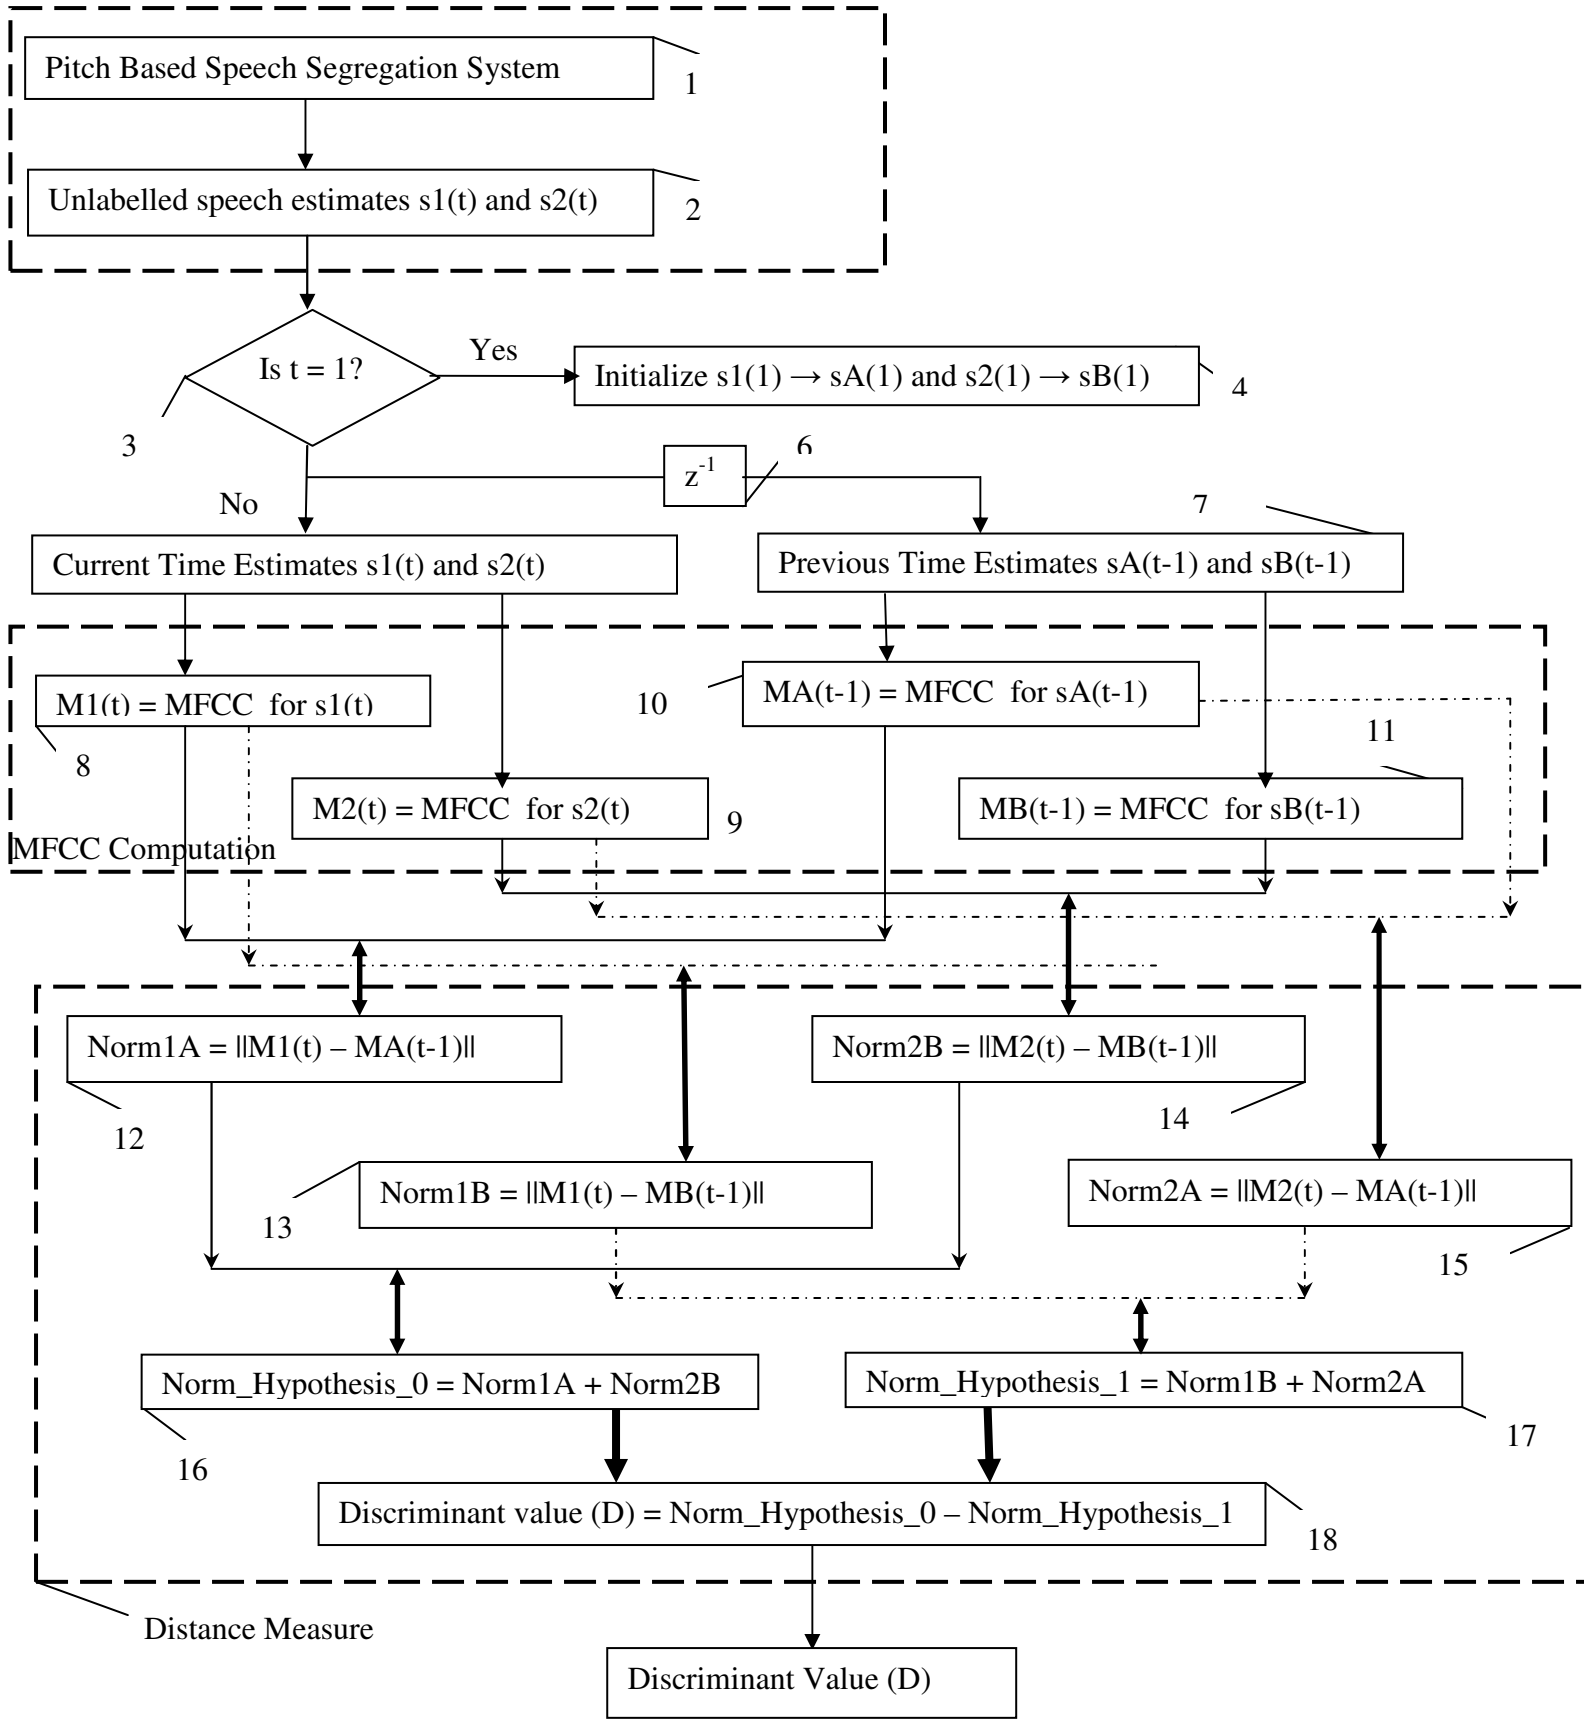 Pitch Based Speech Segregation System
1
Unlabelled speech estimates s1(t) and s2(t)
2
Is t = 1?
Yes
Initialize s1(1) → sA(1) and s2(1) → sB(1)
4
3
6
z-1
No
7
Current Time Estimates s1(t) and s2(t)
Previous Time Estimates sA(t-1) and sB(t-1)
M1(t) = MFCC for s1(t)
10
MA(t-1) = MFCC for sA(t-1)
8
11
M2(t) = MFCC for s2(t)
9
MB(t-1) = MFCC for sB(t-1)
MFCC Computation
Norm1A = ||M1(t) – MA(t-1)||
Norm2B = ||M2(t) – MB(t-1)||
12
14
Norm1B = ||M1(t) – MB(t-1)||
Norm2A = ||M2(t) – MA(t-1)||
13
15
Norm_Hypothesis_0 = Norm1A + Norm2B
Norm_Hypothesis_1 = Norm1B + Norm2A
16
17
Discriminant value (D) = Norm_Hypothesis_0 – Norm_Hypothesis_1
18
Distance Measure
Discriminant Value (D)